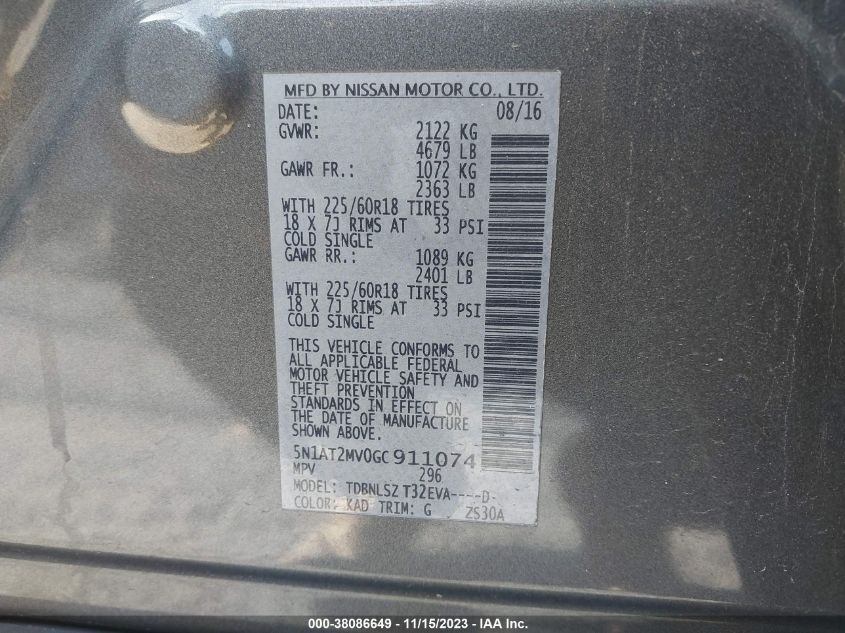 MFD BY NISSAN MOTOR CO., LTD.
DATE: 08/16
GVWR: 2122 KG
4679 LB
GAWR FR.: 1072 KG
2363 LB
WITH 225/60R18 TIRES
18 X 7J RIMS AT 33 PSI
COLD SINGLE
GAWR RR.: 1089 KG
2401 LB
WITH 225/60R18 TIRES
18 X 7J RIMS AT 33 PSI
COLD SINGLE
THIS VEHICLE CONFORMS TO
ALL APPLICABLE FEDERAL
MOTOR VEHICLE SAFETY AND
THEFT PREVENTION
STANDARDS IN EFFECT ON
THE DATE OF MANUFACTURE
SHOWN ABOVE.
5N1AT2MV0GC911074
MPV 296
MODEL: TDBNLSZ T32EVA----D-
COLOR: KAD TRIM: G ZS30A
000-38086649 - 11/15/2023 - IAAI.com